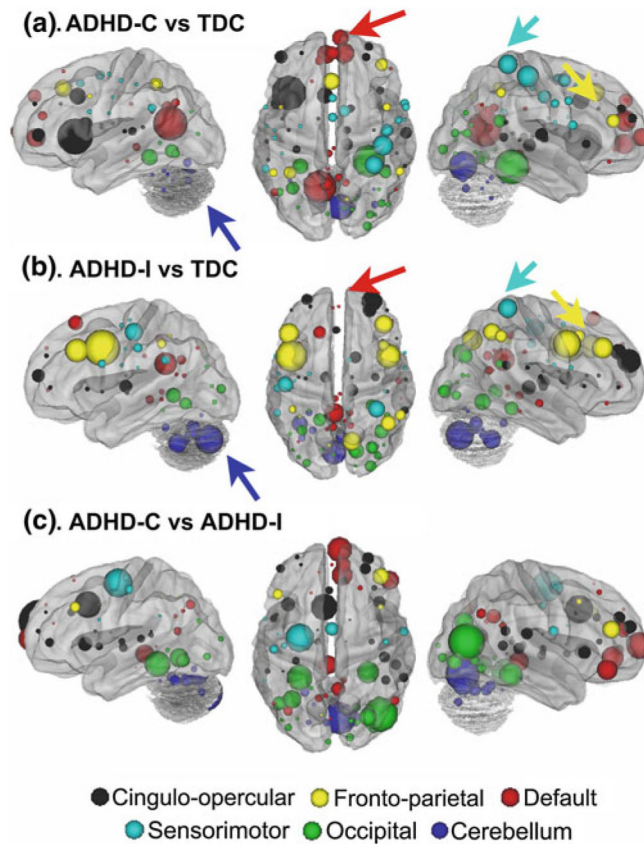 (a). ADHD-C vs TDC
(b). ADHD-I vs TDC
(c). ADHD-C vs ADHD-I
Cingulo-opercular Fronto-parietal Default
Sensorimotor Occipital Cerebellum